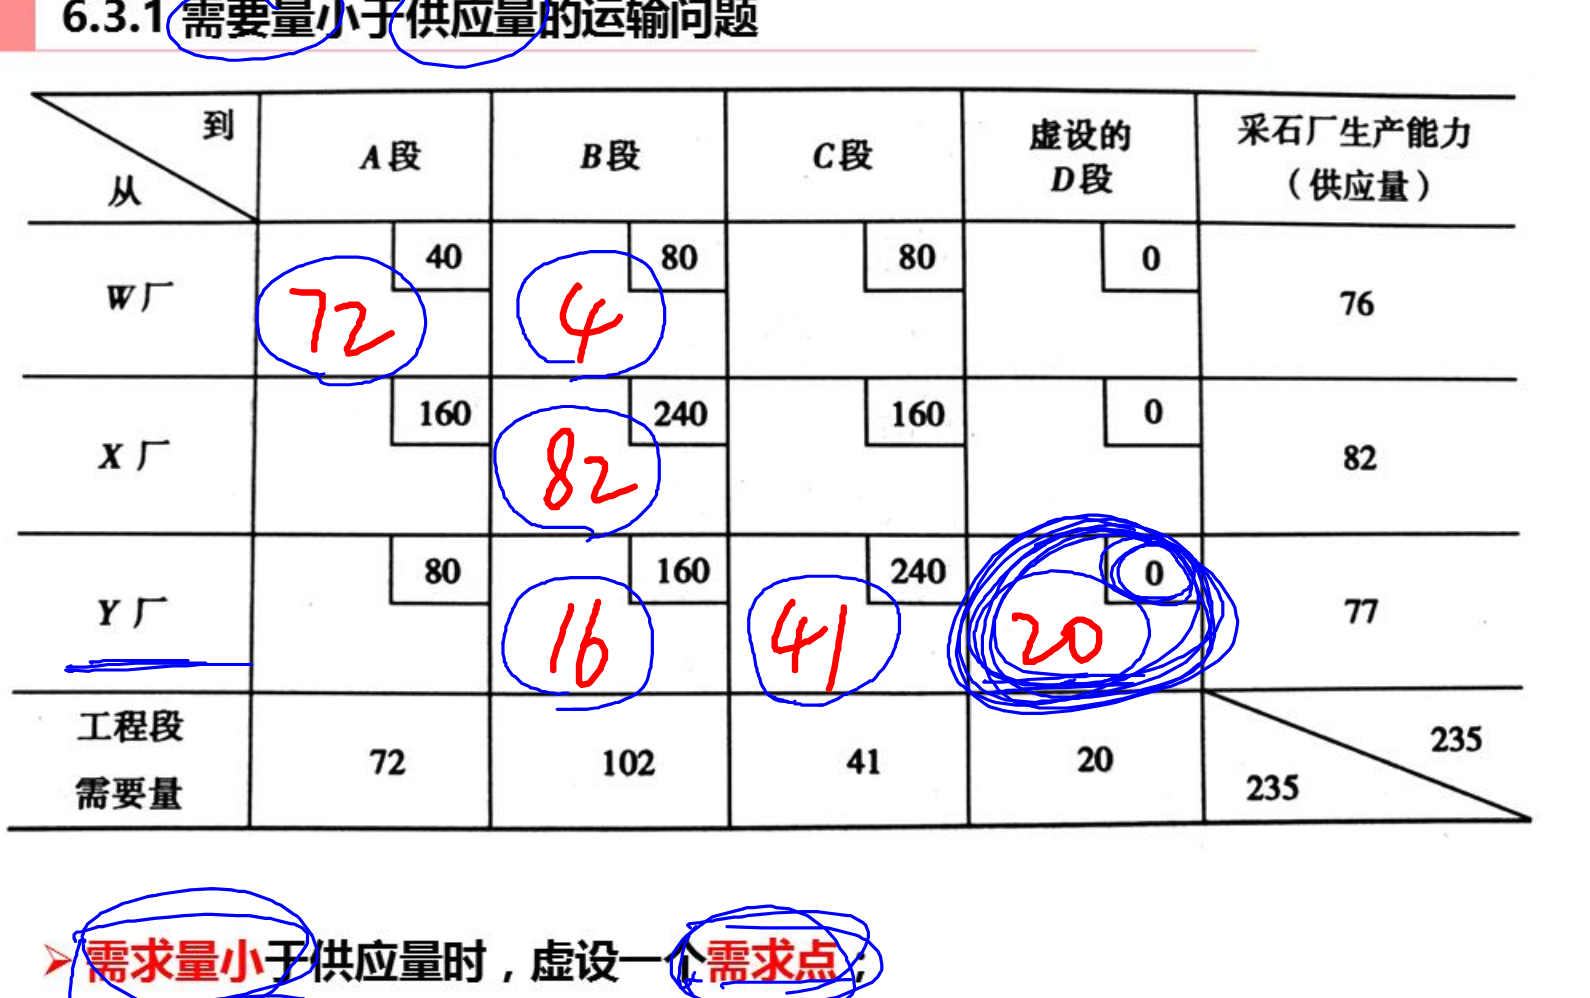 6.3.1 需要量小于供应量的运输问题
到
从
A段 B段 C段 虚设的D段 采石厂生产能力（供应量）
W厂 72 40 4 80 80 0 76
X厂 160 82 240 160 0 82
Y厂 80 16 160 41 240 20 0 77
工程段需要量 72 102 41 20 235 235
➢ 需求量小于供应量时，虚设一个需求点；